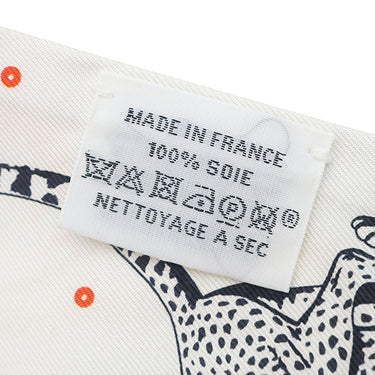 MADE IN FRANCE
100% SOIE
P ®
NETTOYAGE A SEC